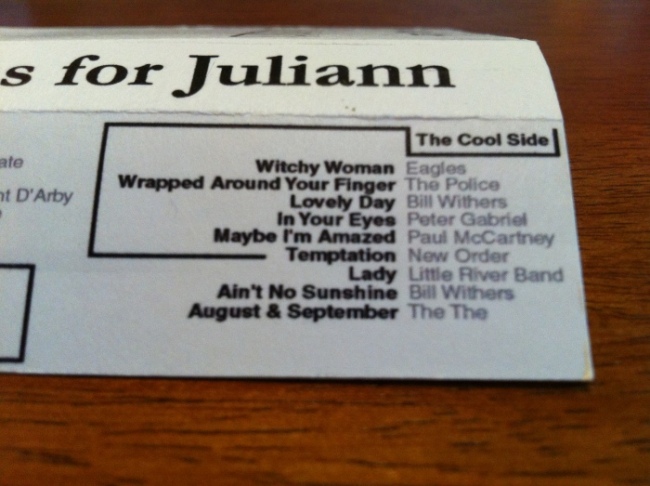 s for Juliann
ate
nt D'Arby
The Cool Side
Witchy Woman Eagles
Wrapped Around Your Finger The Police
Lovely Day Bill Withers
In Your Eyes Peter Gabriel
Maybe I'm Amazed Paul McCartney
Temptation New Order
Lady Little River Band
Ain't No Sunshine Bill Withers
August & September The The